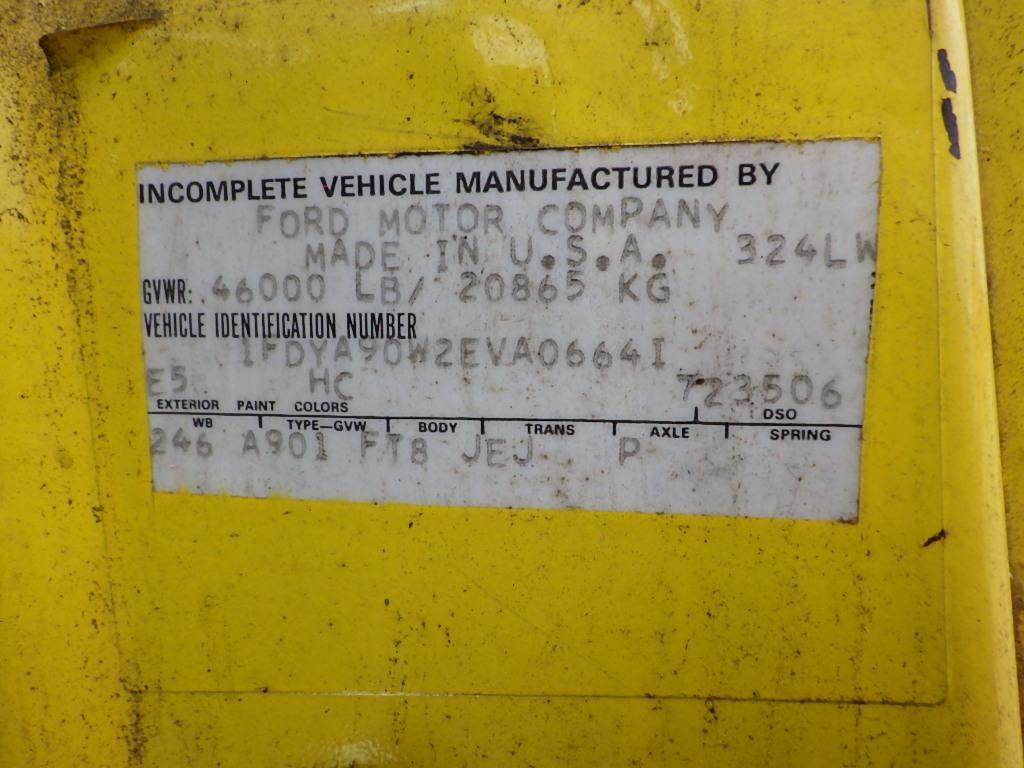 INCOMPLETE VEHICLE MANUFACTURED BY
FORD MOTOR COMPANY
MADE IN U.S.A. 324LW
GVWR: 46000 LB/ 20865 KG
VEHICLE IDENTIFICATION NUMBER
1FDYA90W2EVA06641
E5 HC 723506
EXTERIOR PAINT COLORS DSO
WB TYPE—GVW BODY TRANS AXLE SPRING
246 A901 FT8 JEJ P